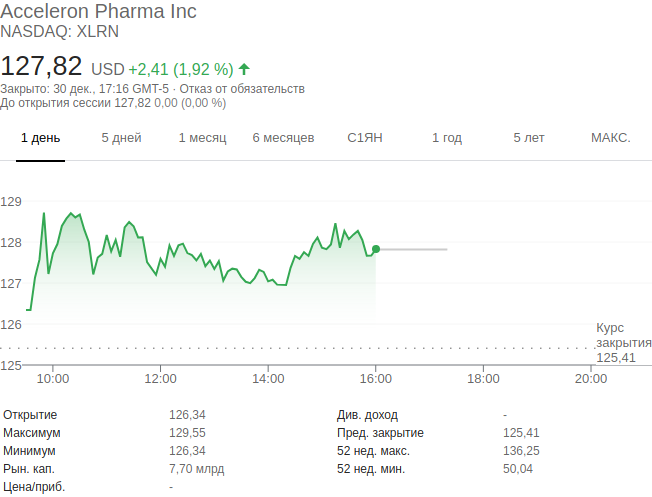 Acceleron Pharma Inc
NASDAQ: XLRN
127,82 USD +2,41 (1,92 %)
Закрыто: 30 дек., 17:16 GMT-5 · Отказ от обязательств
До открытия сессии 127,82 0,00 (0,00 %)
1 день 5 дней 1 месяц 6 месяцев С1ЯН 1 год 5 лет МАКС.
129
128
127
126
125
Курс
закрытия
125,41
10:00 12:00 14:00 16:00 18:00 20:00
Открытие 126,34 Див. доход -
Максимум 129,55 Пред. закрытие 125,41
Минимум 126,34 52 нед. макс. 136,25
Рын. кап. 7,70 млрд 52 нед. мин. 50,04
Цена/приб. -